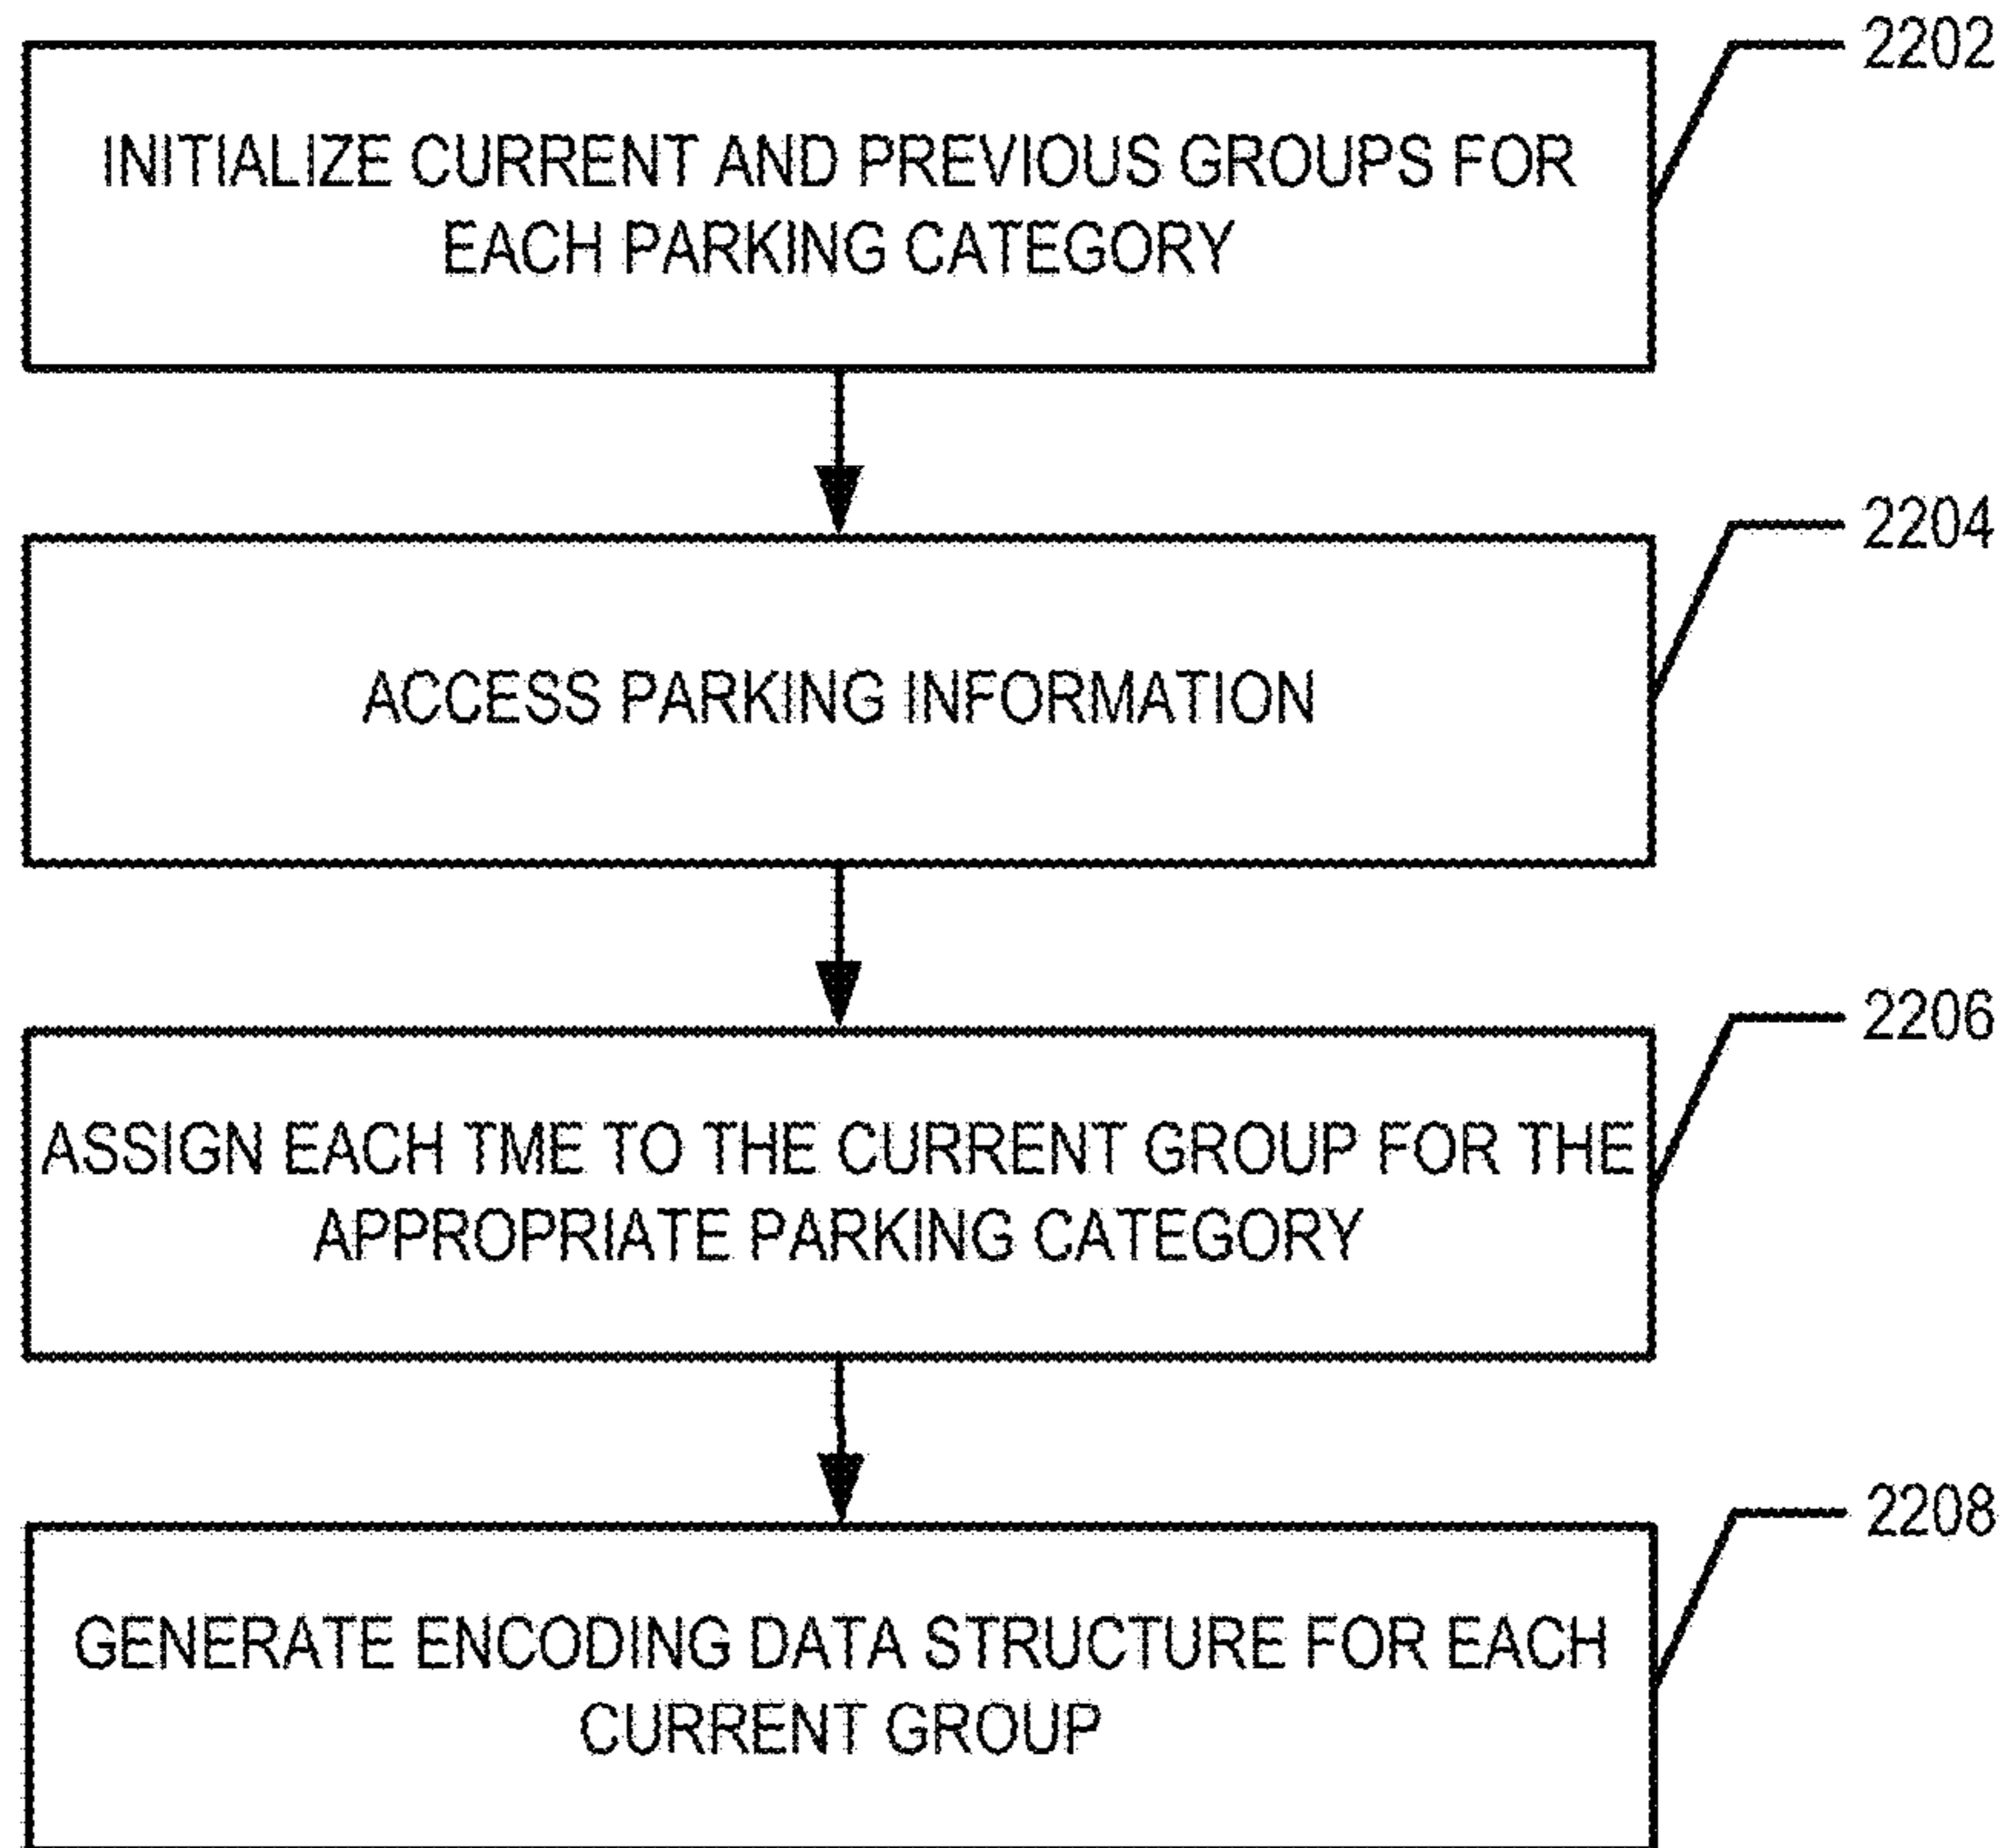 2202
INITIALIZE CURRENT AND PREVIOUS GROUPS FOR
EACH PARKING CATEGORY
2204
ACCESS PARKING INFORMATION
2206
ASSIGN EACH TME TO THE CURRENT GROUP FOR THE
APPROPRIATE PARKING CATEGORY
2208
GENERATE ENCODING DATA STRUCTURE FOR EACH
CURRENT GROUP